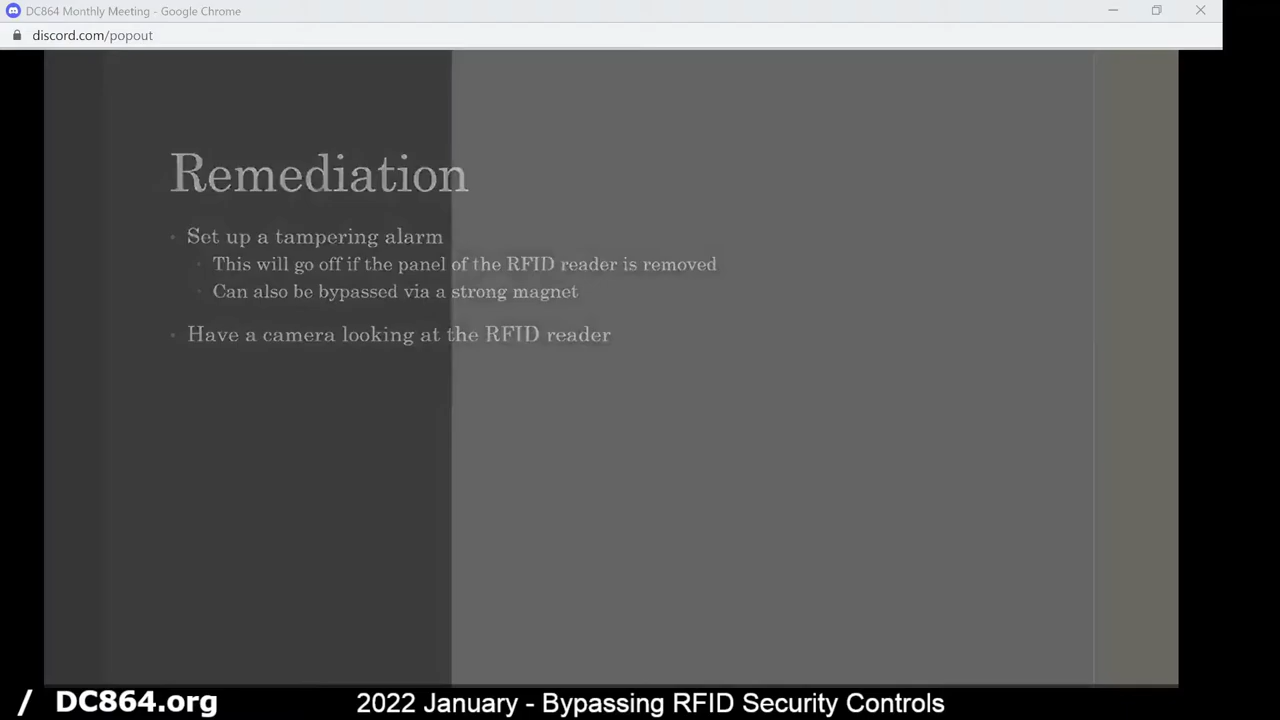 DC864 Monthly Meeting - Google Chrome
discord.com/popout
Remediation
• Set up a tampering alarm
• This will go off if the panel of the RFID reader is removed
• Can also be bypassed via a strong magnet
• Have a camera looking at the RFID reader
/ DC864.org
2022 January - Bypassing RFID Security Controls